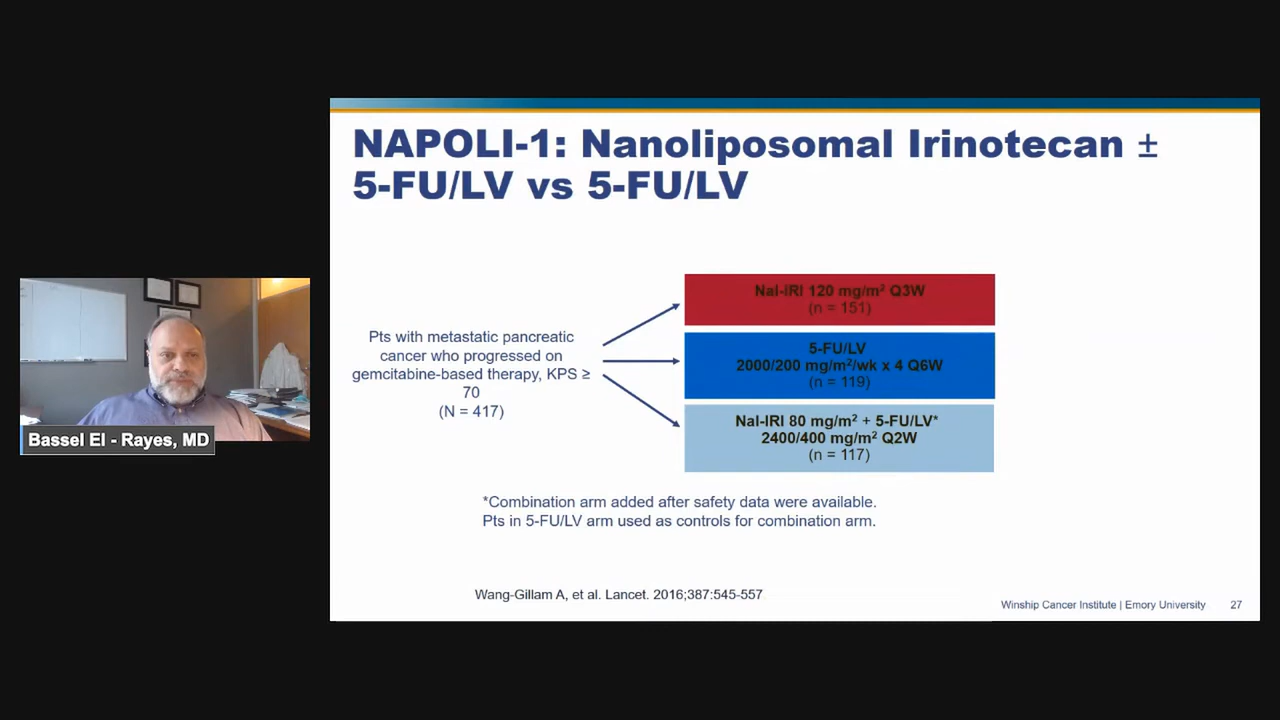 NAPOLI-1: Nanoliposomal Irinotecan ±
5-FU/LV vs 5-FU/LV
Pts with metastatic pancreatic
cancer who progressed on
gemcitabine-based therapy, KPS ≥
70
(N = 417)
Nal-IRI 120 mg/m² Q3W
(n = 151)
5-FU/LV
2000/200 mg/m²/wk x 4 Q6W
(n = 119)
Nal-IRI 80 mg/m² + 5-FU/LV*
2400/400 mg/m² Q2W
(n = 117)
*Combination arm added after safety data were available.
Pts in 5-FU/LV arm used as controls for combination arm.
Wang-Gillam A, et al. Lancet. 2016;387:545-557
Winship Cancer Institute | Emory University 27
Bassel El - Rayes, MD